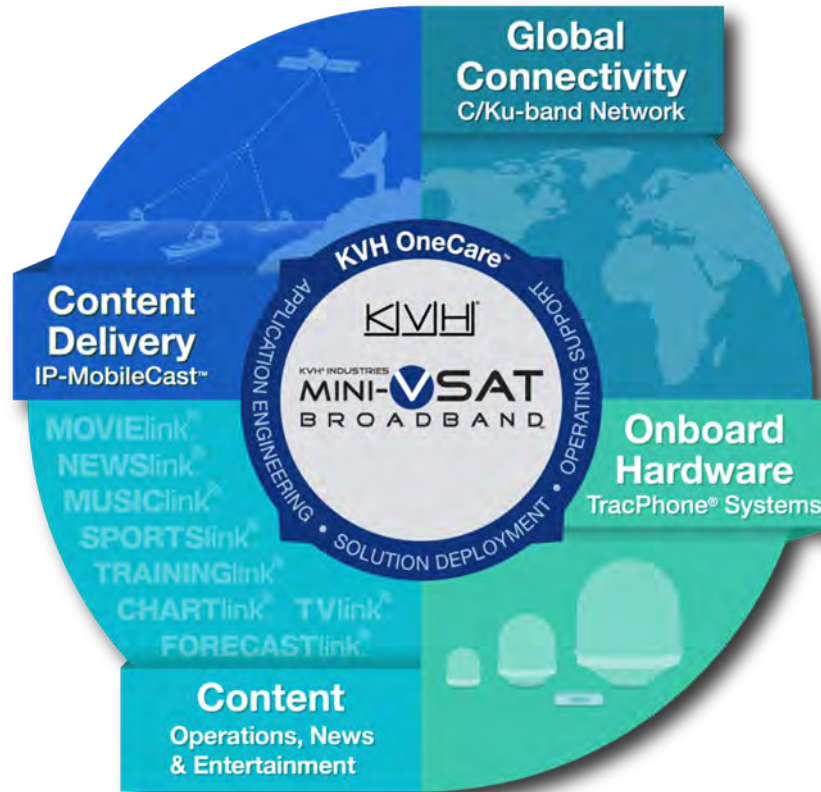 Global
Connectivity
C/Ku-band Network
Content
Delivery
IP-MobileCast™
KVH OneCare™
APPLICATION ENGINEERING • SOLUTION DEPLOYMENT • OPERATING SUPPORT
KVH®
KVH® INDUSTRIES
MINI-VSAT
BROADBAND
Onboard
Hardware
TracPhone® Systems
MOVIElink®
NEWSlink®
MUSIClink®
SPORTSlink®
TRAININGlink®
CHARTlink® TVlink®
FORECASTlink®
Content
Operations, News
& Entertainment